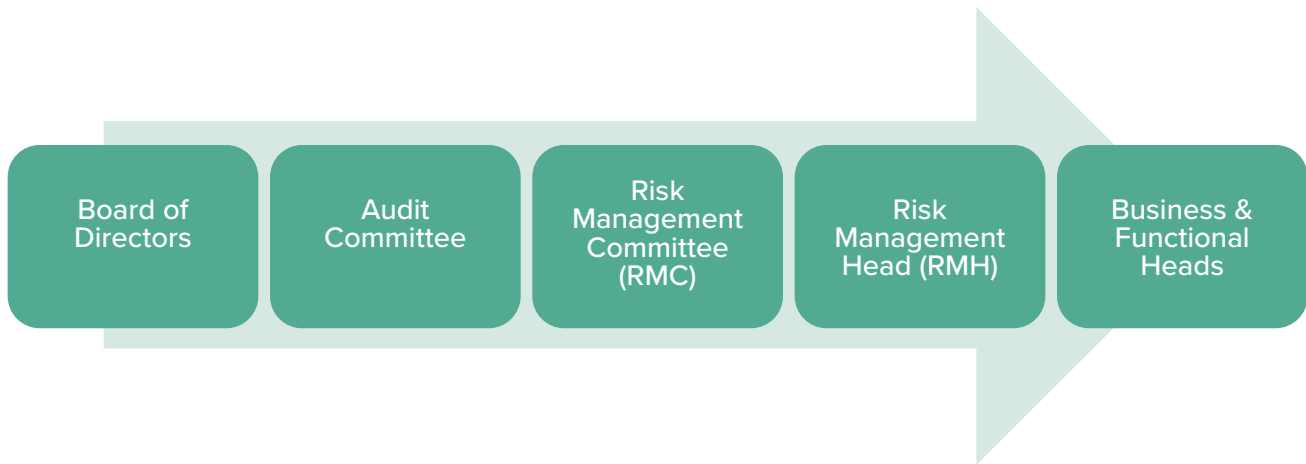 Board of
Directors
Audit
Committee
Risk
Management
Committee
(RMC)
Risk
Management
Head (RMH)
Business &
Functional
Heads